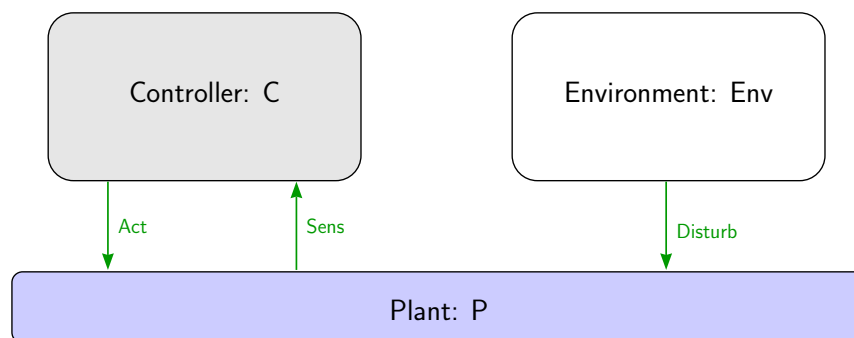 Controller: C
Environment: Env
Act
Sens
Disturb
Plant: P